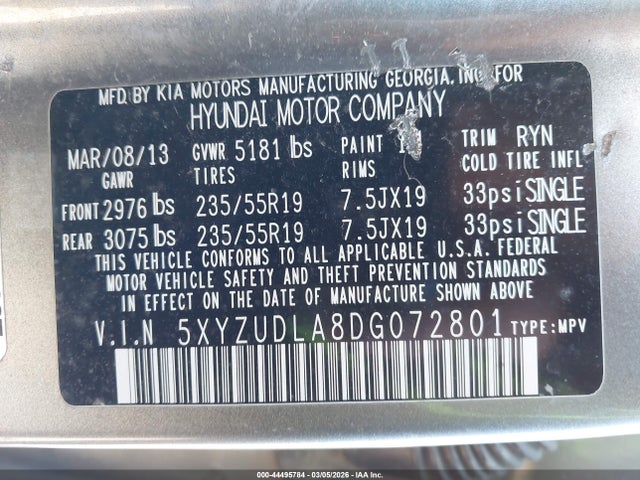 MFD. BY KIA MOTORS MANUFACTURING GEORGIA, INC. FOR
HYUNDAI MOTOR COMPANY
MAR/08/13 GVWR 5181 lbs PAINT TRIM RYN
GAWR TIRES RIMS COLD TIRE INFL
FRONT 2976 lbs 235/55R19 7.5JX19 33psi SINGLE
REAR 3075 lbs 235/55R19 7.5JX19 33psi SINGLE
THIS VEHICLE CONFORMS TO ALL APPLICABLE U.S.A. FEDERAL
MOTOR VEHICLE SAFETY AND THEFT PREVENTION STANDARDS
IN EFFECT ON THE DATE OF MANUFACTURE SHOWN ABOVE
V.I.N 5XYZUDLA8DG072801 TYPE:MPV
000-44495784 | 03/05/2026 - IAA, Inc.